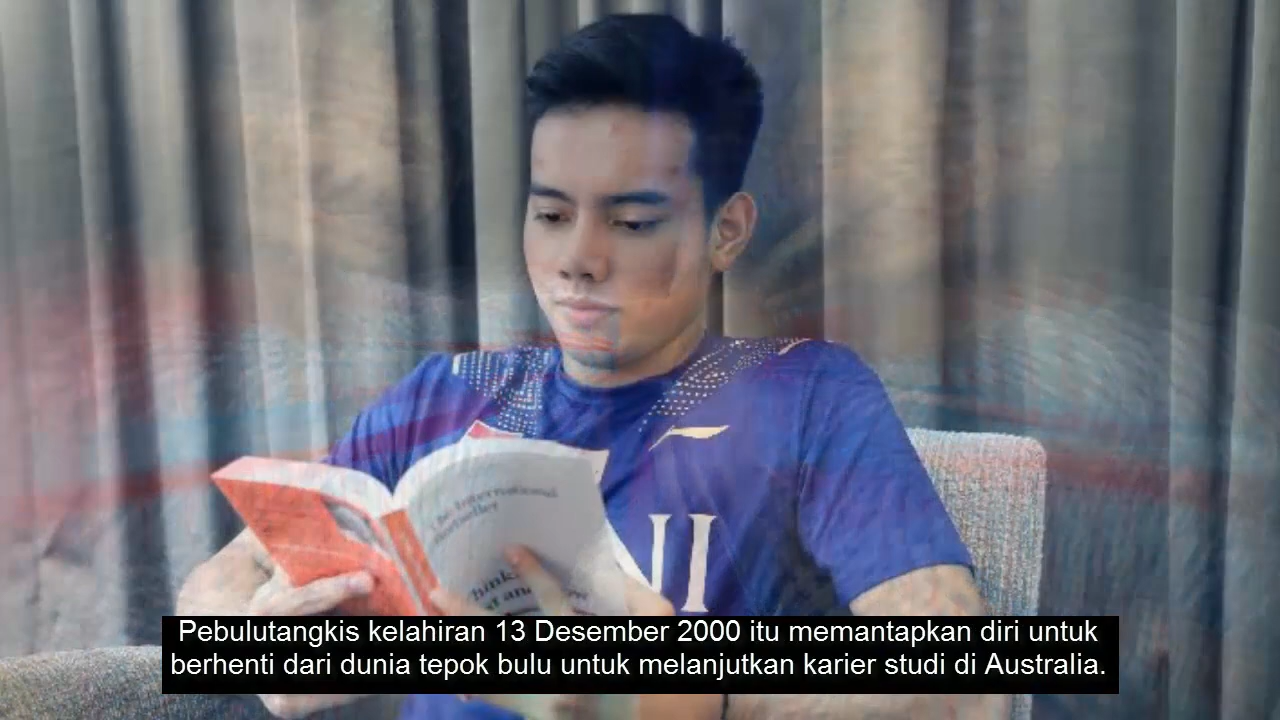 The International
Bestseller
Pebulutangkis kelahiran 13 Desember 2000 itu memantapkan diri untuk
berhenti dari dunia tepok bulu untuk melanjutkan karier studi di Australia.